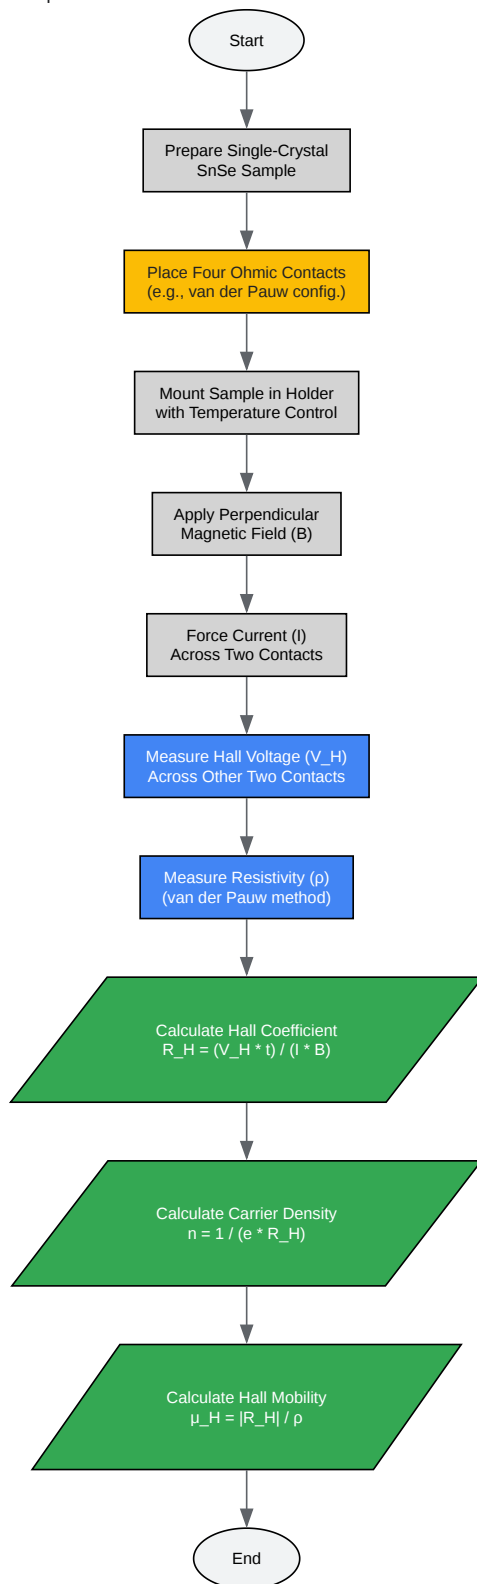 Start
Prepare Single-Crystal
SnSe Sample
Place Four Ohmic Contacts
(e.g., van der Pauw config.)
Mount Sample in Holder
with Temperature Control
Apply Perpendicular
Magnetic Field (B)
Force Current (I)
Across Two Contacts
Measure Hall Voltage (V_H)
Across Other Two Contacts
Measure Resistivity (ρ)
(van der Pauw method)
Calculate Hall Coefficient
R_H = (V_H * t) / (I * B)
Calculate Carrier Density
n = 1 / (e * R_H)
Calculate Hall Mobility
μ_H = |R_H| / ρ
End